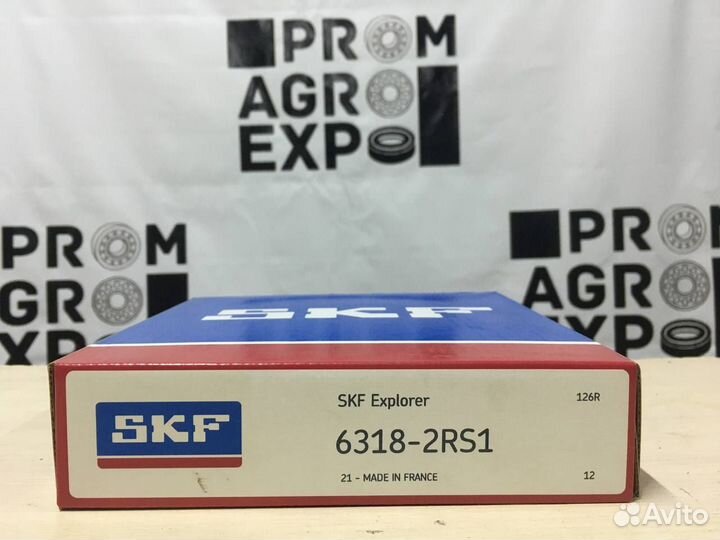 PROM
AGRO
EXPO
PROM
AGRO
EXPO
PRO
AGRO
EXPO
SKF
SKF
SKF Explorer
126R
6318-2RS1
21 - MADE IN FRANCE
12
Avito